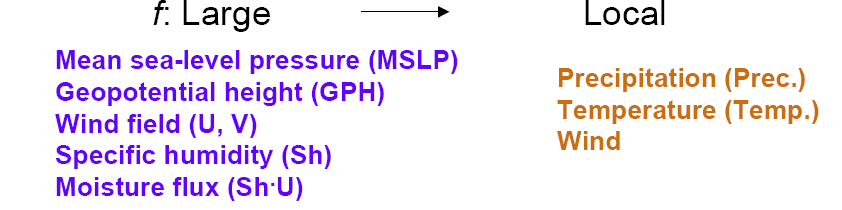 f: Large Local
Mean sea-level pressure (MSLP)
Geopotential height (GPH)
Wind field (U, V)
Specific humidity (Sh)
Moisture flux (Sh·U)
Precipitation (Prec.)
Temperature (Temp.)
Wind